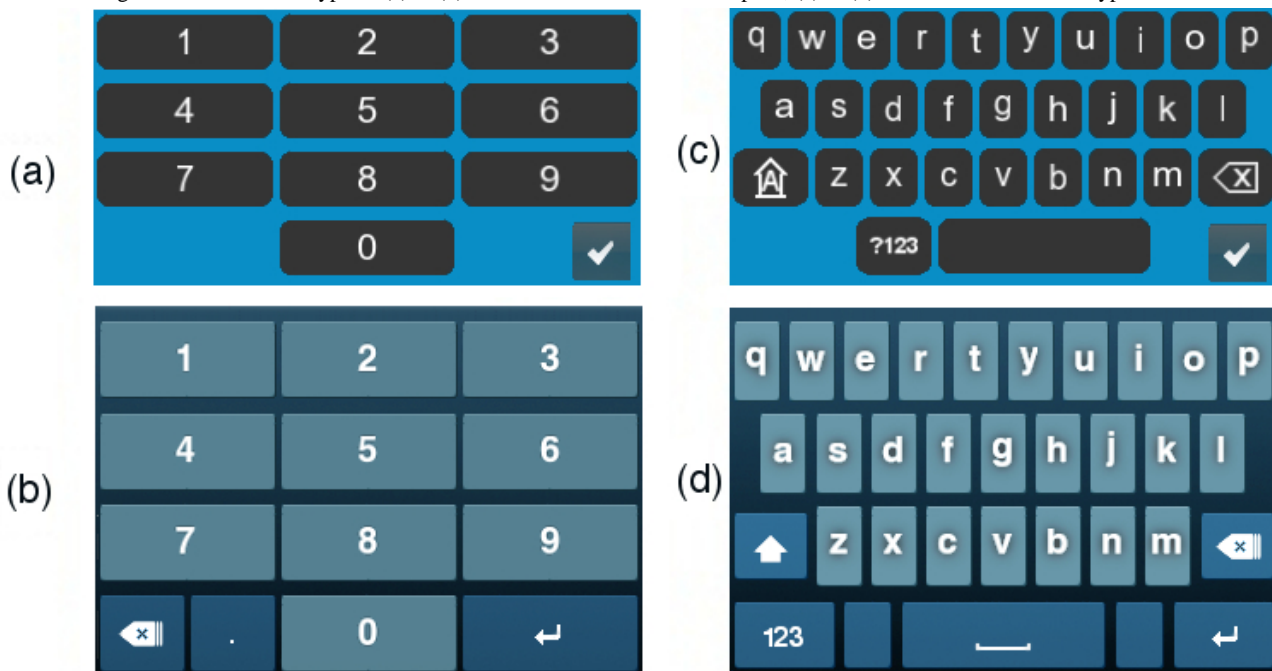 (a)
1 2 3
4 5 6
7 8 9
0
(b)
1 2 3
4 5 6
7 8 9
. 0
(c)
q w e r t y u i o p
a s d f g h j k l
A z x c v b n m x
?123
(d)
q w e r t y u i o p
a s d f g h j k l
z x c v b n m x
123